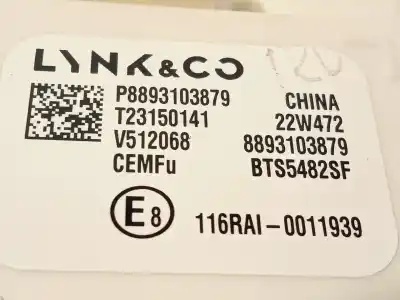 LYNK&CO
P8893103879 CHINA
T23150141 22W472
V512068 8893103879
CEMFu BTS5482SF
E8 116RAI-0011939